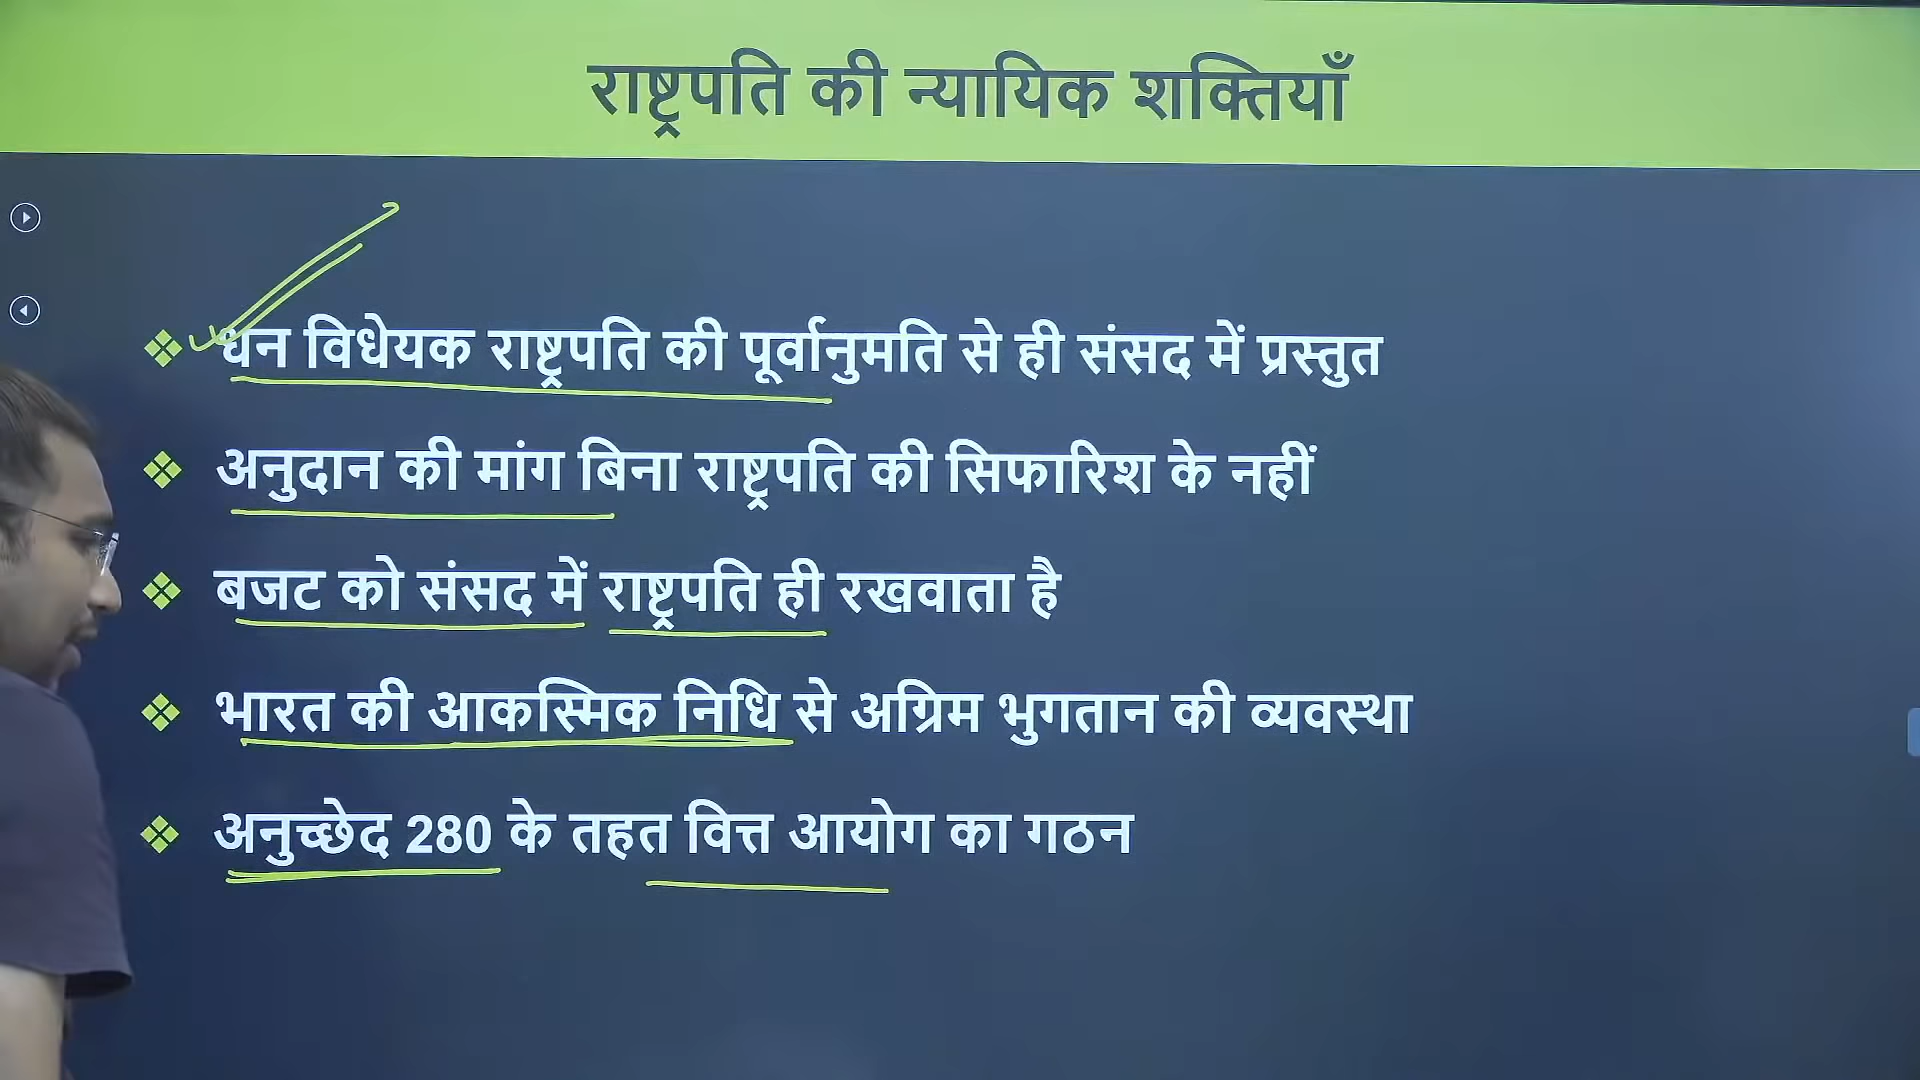 राष्ट्रपति की न्यायिक शक्तियाँ
धन विधेयक राष्ट्रपति की पूर्वानुमति से ही संसद में प्रस्तुत
अनुदान की मांग बिना राष्ट्रपति की सिफारिश के नहीं
बजट को संसद में राष्ट्रपति ही रखवाता है
भारत की आकस्मिक निधि से अग्रिम भुगतान की व्यवस्था
अनुच्छेद 280 के तहत वित्त आयोग का गठन